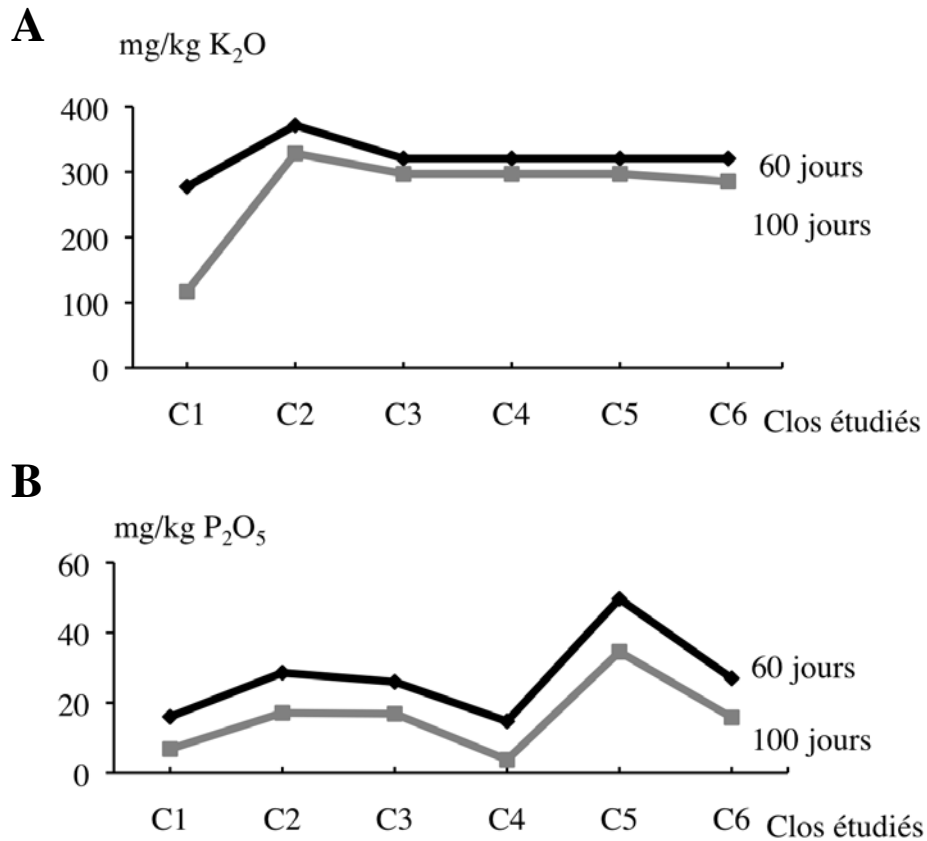 A
mg/kg K₂O
400
300
200
100
0
60 jours
100 jours
C1 C2 C3 C4 C5 C6 Clos étudiés
B
mg/kg P₂O₅
60
40
20
0
60 jours
100 jours
C1 C2 C3 C4 C5 C6 Clos étudiés